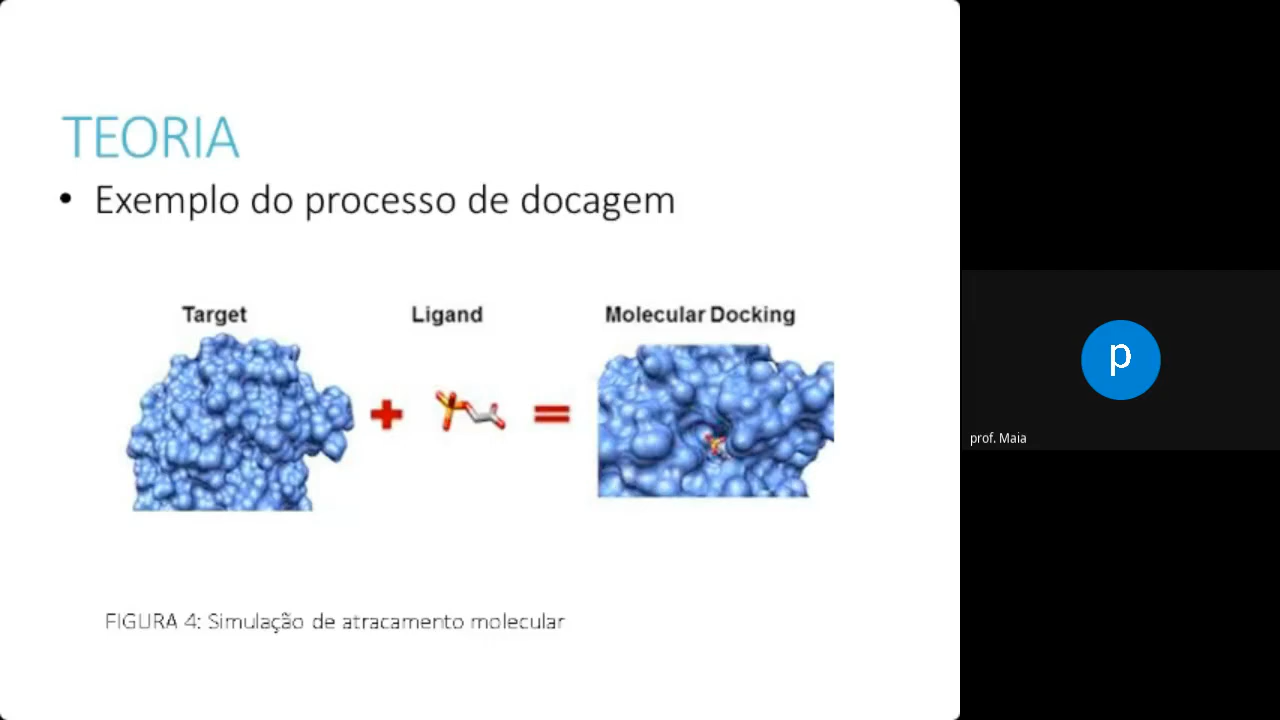 TEORIA
• Exemplo do processo de docagem
Target
Ligand
Molecular Docking
FIGURA 4: Simulação de atracamento molecular
p
prof. Maia